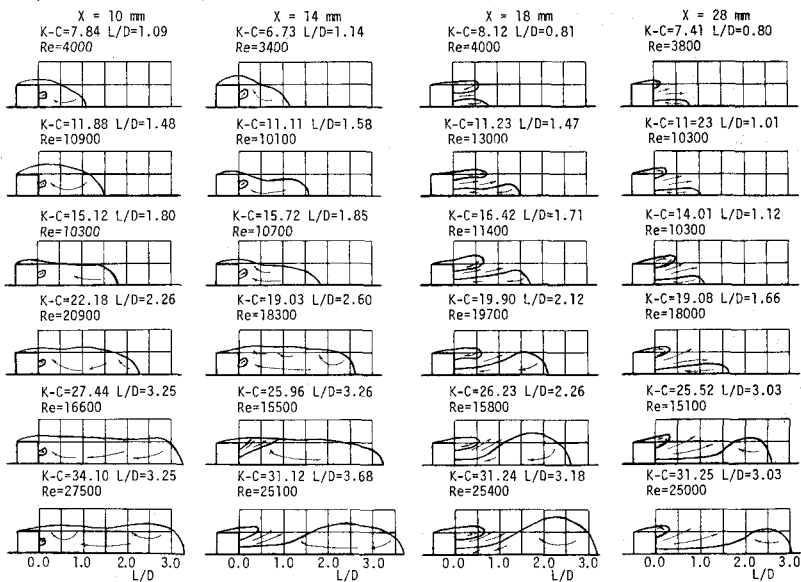 X = 10 mm X = 14 mm X = 18 mm X = 28 mm
K-C=7.84 L/D=1.09 K-C=6.73 L/D=1.14 K-C=8.12 L/D=0.81 K-C=7.41 L/D=0.80
Re=4000 Re=3400 Re=4000 Re=3800
K-C=11.88 L/D=1.48 K-C=11.11 L/D=1.58 K-C=11.23 L/D=1.47 K-C=11=23 L/D=1.01
Re=10900 Re=10100 Re=13000 Re=10300
K-C=15.12 L/D=1.80 K-C=15.72 L/D=1.85 K-C=16.42 L/D=1.71 K-C=14.01 L/D=1.12
Re=10300 Re=10700 Re=11400 Re=10300
K-C=22.18 L/D=2.26 K-C=19.03 L/D=2.60 K-C=19.90 L/D=2.12 K-C=19.08 L/D=1.66
Re=20900 Re=18300 Re=19700 Re=18000
K-C=27.44 L/D=3.25 K-C=25.96 L/D=3.26 K-C=26.23 L/D=2.26 K-C=25.52 L/D=3.03
Re=16600 Re=15500 Re=15800 Re=15100
K-C=34.10 L/D=3.25 K-C=31.12 L/D=3.68 K-C=31.24 L/D=3.18 K-C=31.25 L/D=3.03
Re=27500 Re=25100 Re=25400 Re=25000
0.0 1.0 2.0 3.0 0.0 1.0 2.0 3.0 0.0 1.0 2.0 3.0 0.0 1.0 2.0 3.0
L/D L/D L/D L/D